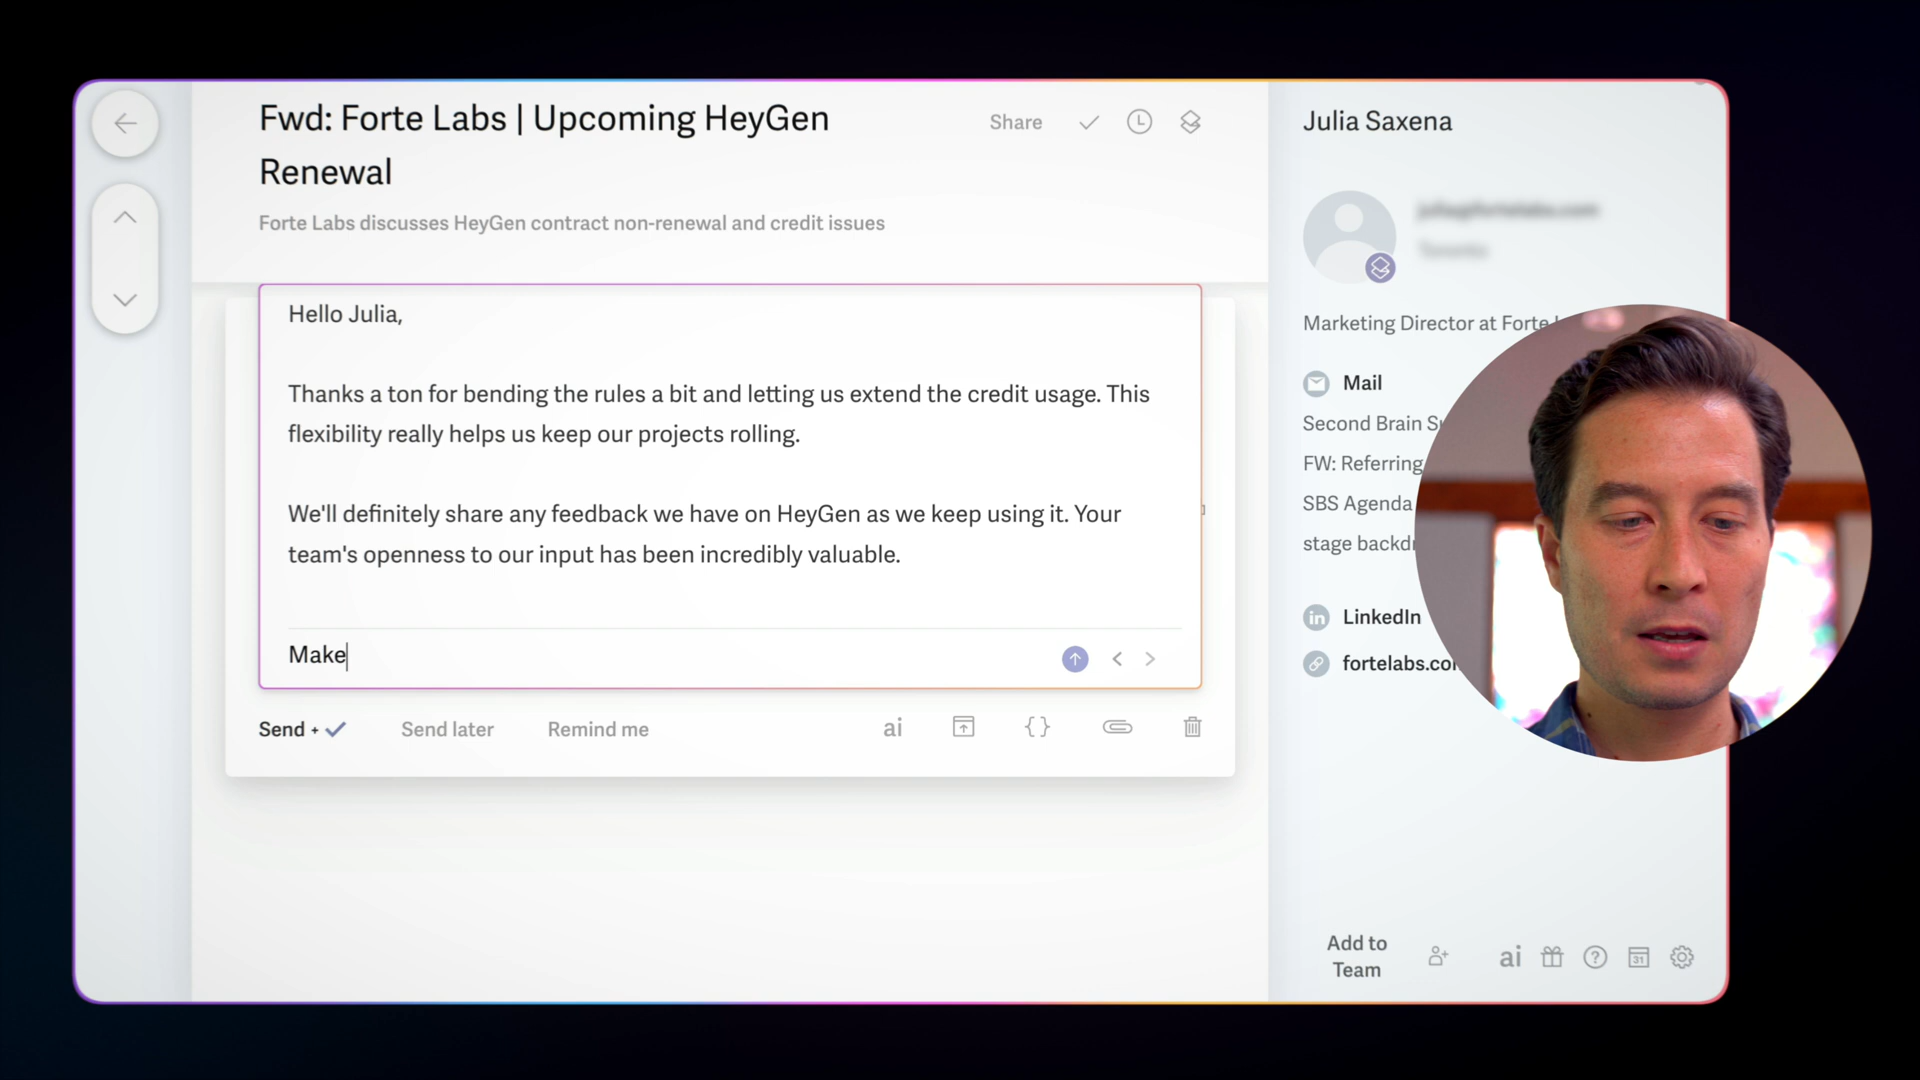 Fwd: Forte Labs | Upcoming HeyGen
Renewal
Share
Forte Labs discusses HeyGen contract non-renewal and credit issues
Hello Julia,
Thanks a ton for bending the rules a bit and letting us extend the credit usage. This
flexibility really helps us keep our projects rolling.
We'll definitely share any feedback we have on HeyGen as we keep using it. Your
team's openness to our input has been incredibly valuable.
Make
Send +
Send later
Remind me
ai
Julia Saxena
Marketing Director at Forte
Mail
Second Brain
FW: Referring
SBS Agenda
stage
in LinkedIn
Add to
Team
ai
31